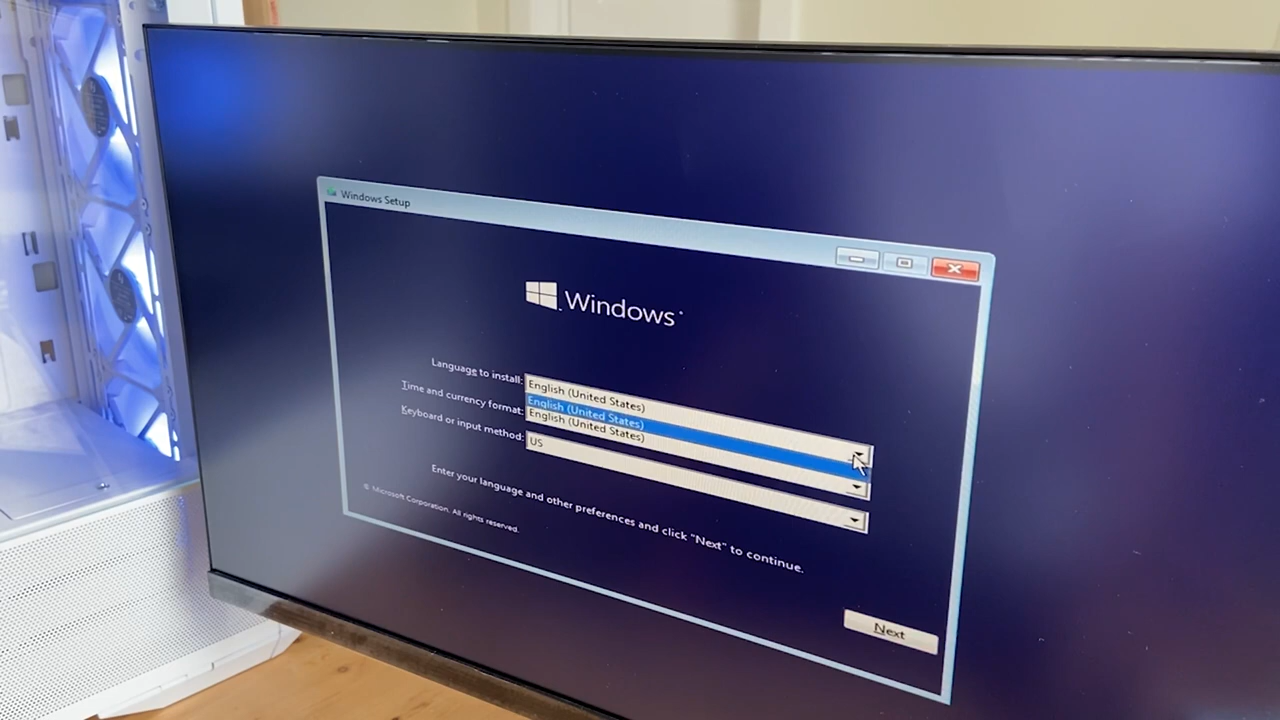 Windows Setup
Windows
Language to install: English (United States)
English (United States)
Time and currency format: English (United States)
Keyboard or input method: US
Enter your language and other preferences and click "Next" to continue.
© Microsoft Corporation. All rights reserved.
Next